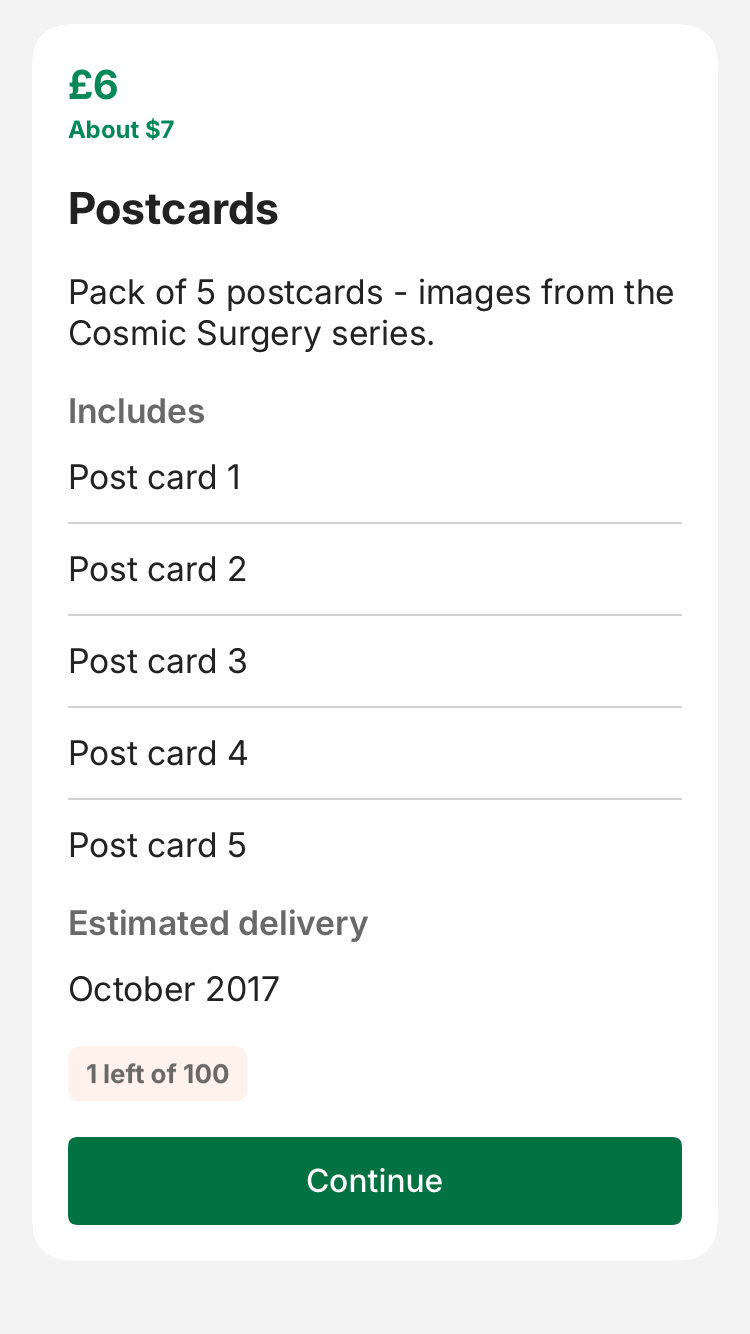 £6
About $7
Postcards
Pack of 5 postcards - images from the
Cosmic Surgery series.
Includes
Post card 1
Post card 2
Post card 3
Post card 4
Post card 5
Estimated delivery
October 2017
1 left of 100
Continue